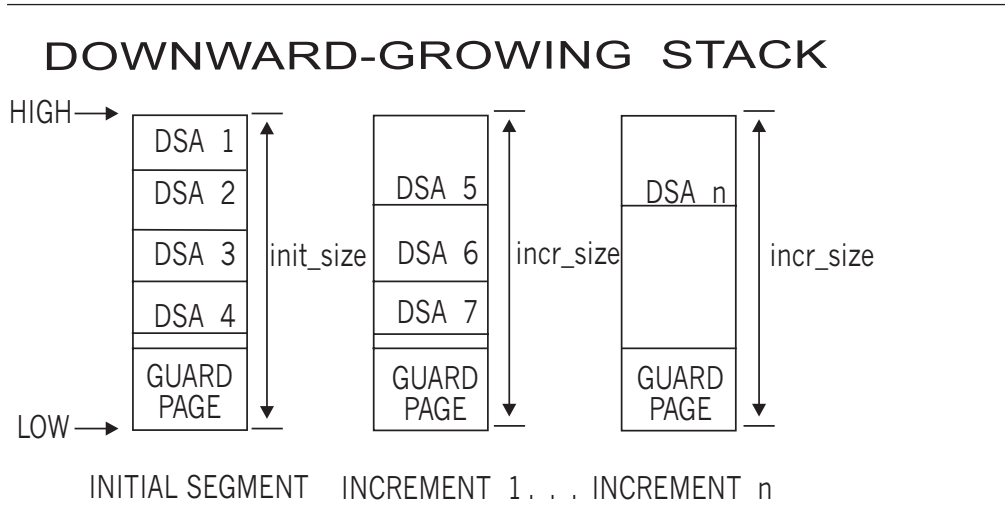 DOWNWARD-GROWING STACK
HIGH
DSA 1
DSA 2
DSA 3
DSA 4
GUARD
PAGE
LOW
init_size
DSA 5
DSA 6
DSA 7
GUARD
PAGE
incr_size
DSA n
GUARD
PAGE
incr_size
INITIAL SEGMENT INCREMENT 1. . . INCREMENT n